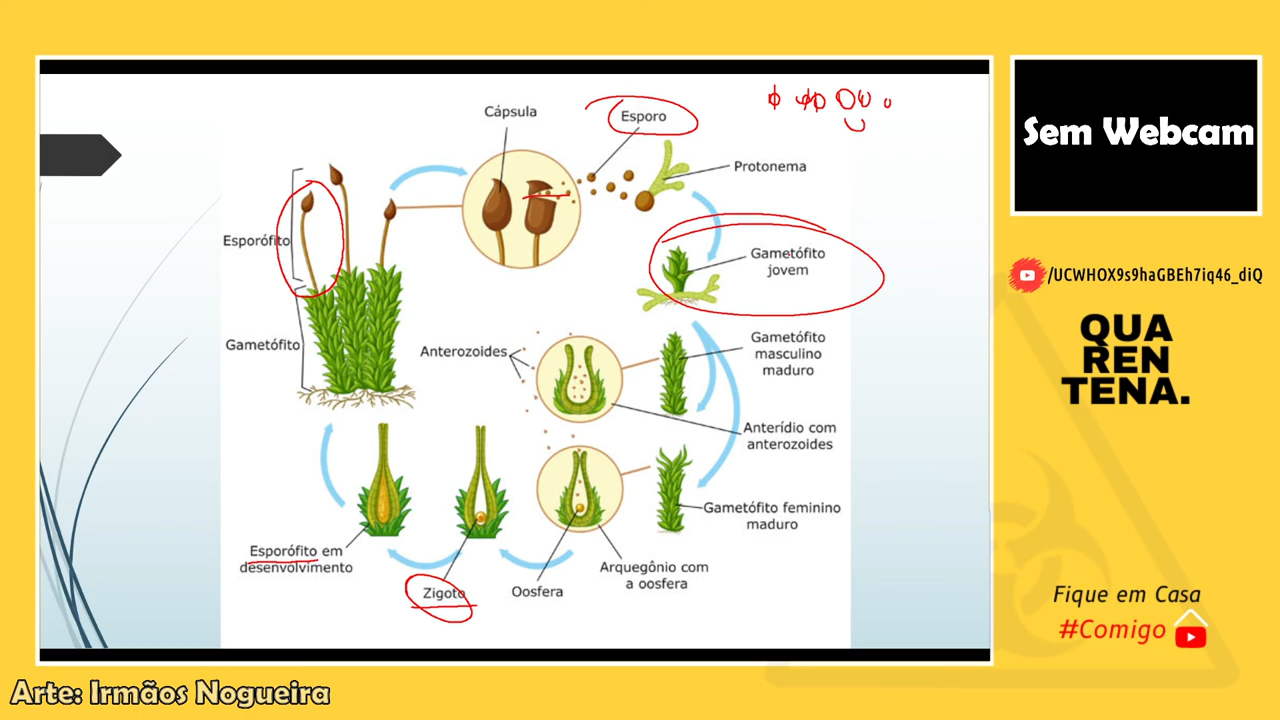 Cápsula
Esporo
Protonema
Esporófito
Gametófito
jovem
Gametófito
Anterozoides
Gametófito
masculino
maduro
Anterídio com
anterozoides
Gametófito feminino
maduro
Esporófito em
desenvolvimento
Zigoto
Oosfera
Arquegônio com
a oosfera
Sem Webcam
/UCWHOX9s9haGBEh7iq46_diQ
QUA
REN
TENA.
Fique em Casa
#Comigo
Arte: Irmãos Nogueira